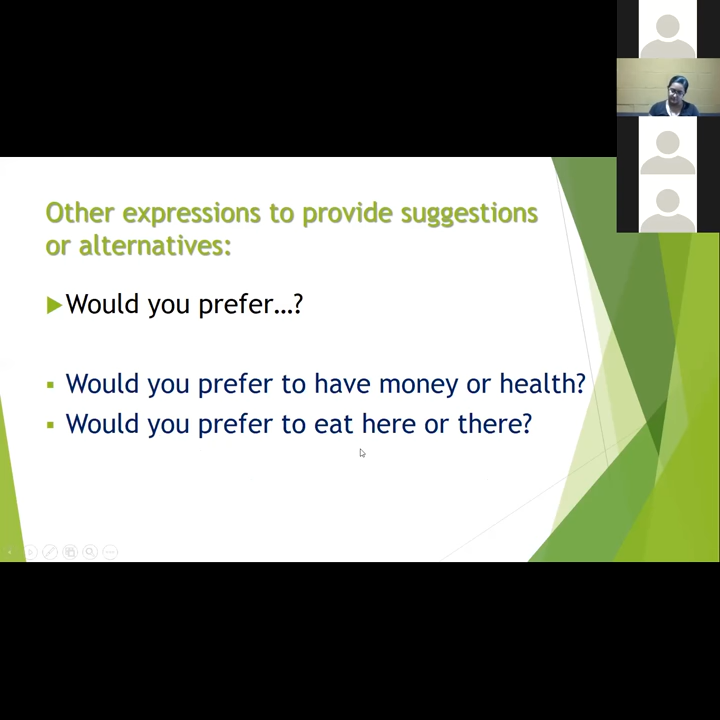 Other expressions to provide suggestions
or alternatives:
Would you prefer…?
Would you prefer to have money or health?
Would you prefer to eat here or there?